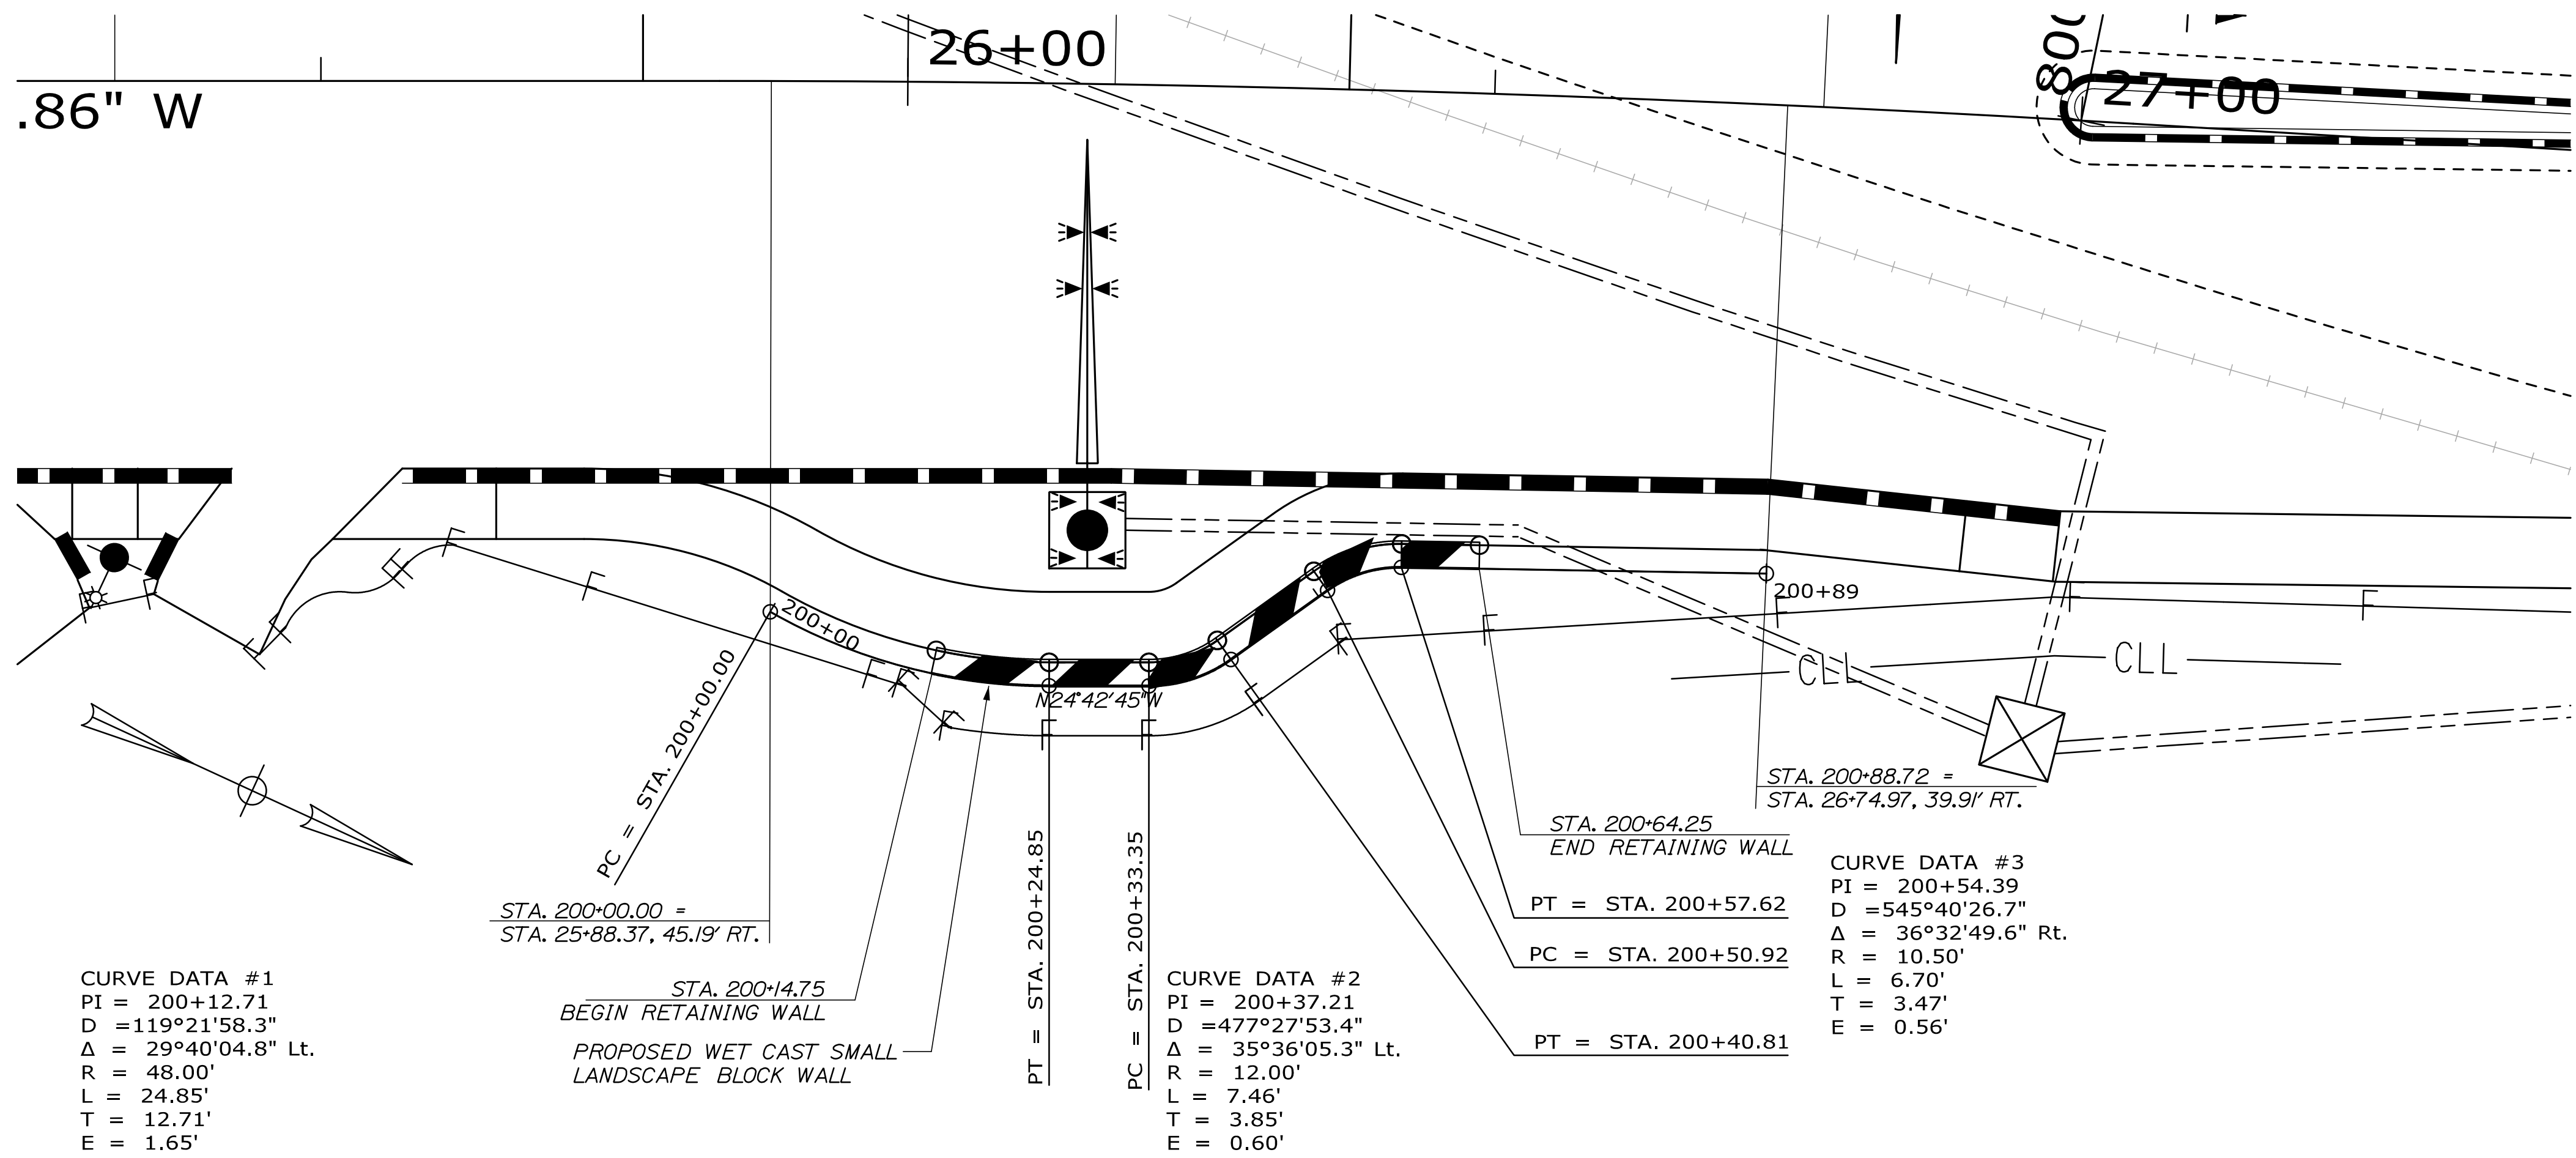 26+00
800
27+00
.86" W
200+00
200+89
CLL
CLL
N24°42'45"W
PC = STA. 200+00.00
STA. 200+00.00 =
STA. 25+88.37, 45.19' RT.
STA. 200+14.75
BEGIN RETAINING WALL
PROPOSED WET CAST SMALL
LANDSCAPE BLOCK WALL
PT = STA. 200+24.85
PC = STA. 200+33.35
STA. 200+88.72 =
STA. 26+74.97, 39.91' RT.
STA. 200+64.25
END RETAINING WALL
PT = STA. 200+57.62
PC = STA. 200+50.92
PT = STA. 200+40.81
CURVE DATA #1
PI = 200+12.71
D =119°21'58.3"
Δ = 29°40'04.8" Lt.
R = 48.00'
L = 24.85'
T = 12.71'
E = 1.65'
CURVE DATA #2
PI = 200+37.21
D =477°27'53.4"
Δ = 35°36'05.3" Lt.
R = 12.00'
L = 7.46'
T = 3.85'
E = 0.60'
CURVE DATA #3
PI = 200+54.39
D =545°40'26.7"
Δ = 36°32'49.6" Rt.
R = 10.50'
L = 6.70'
T = 3.47'
E = 0.56'